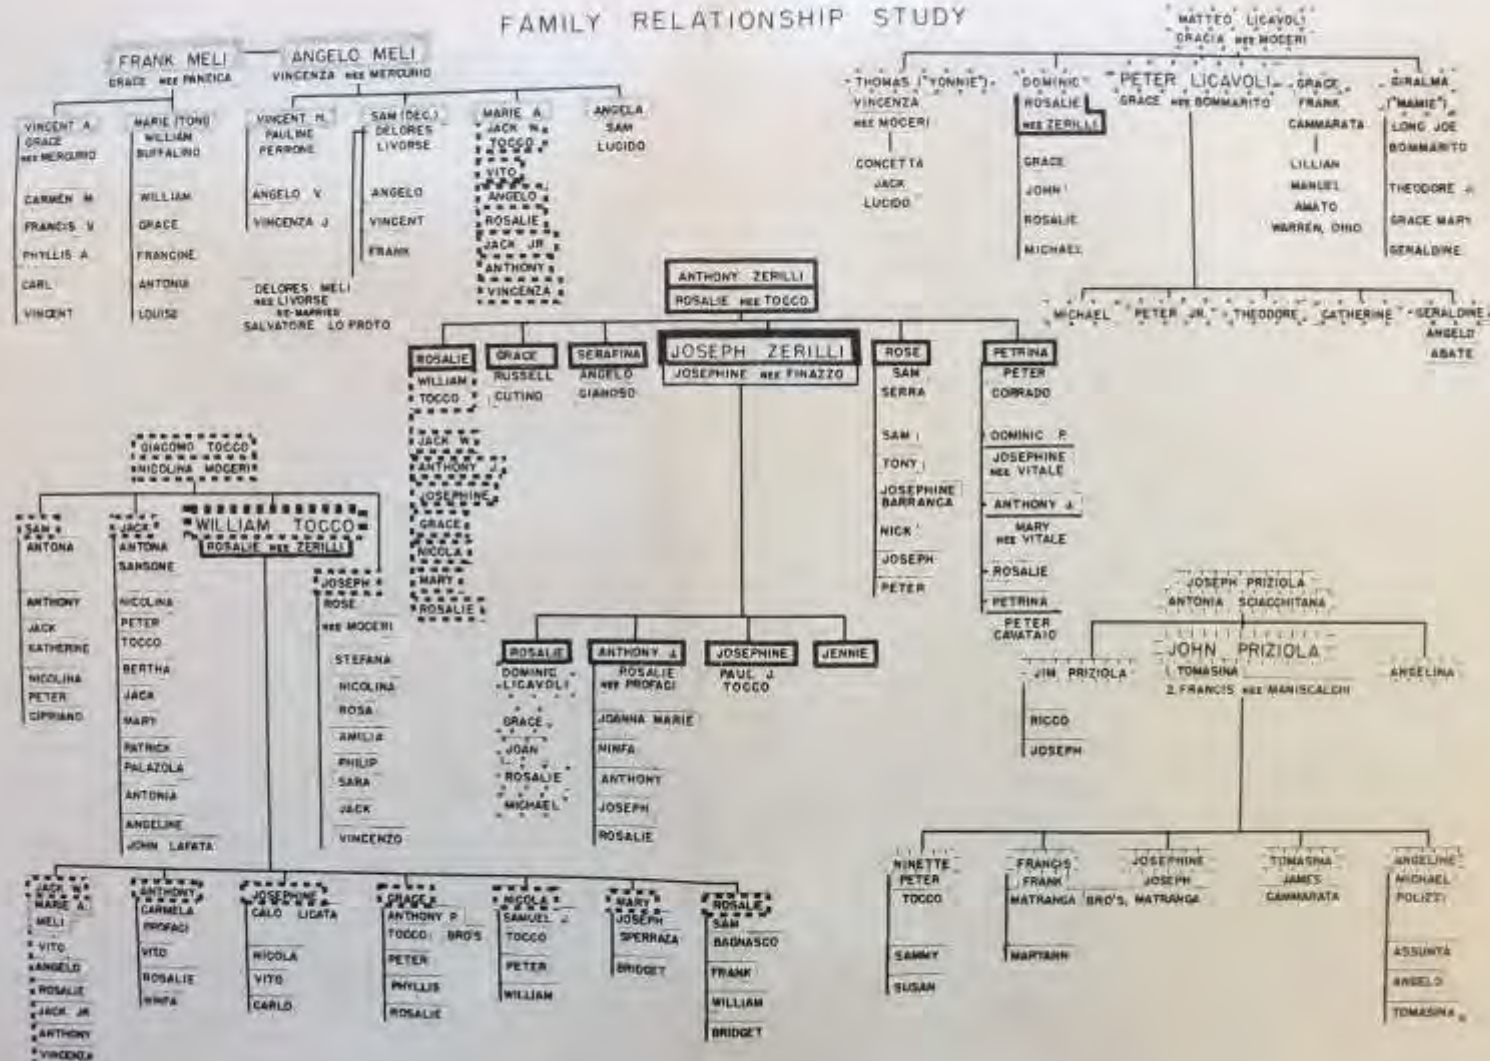 FAMILY RELATIONSHIP STUDY
FRANK MELI
GRACE NEE PANZICA
ANGELO MELI
VINCENZA NEE MERCURIO
VINCENT A.
GRACE
NEE MERCURIO
CARMEN M.
FRANCIS V.
PHYLLIS A.
CARL
VINCENT
MARIE (TONI)
WILLIAM
BUFFALINO
WILLIAM
GRACE
FRANCINE
ANTONIA
LOUISE
VINCENT M.
PAULINE
PERRONE
ANGELO V.
VINCENZA J.
SAM (DEC.)
DELORES
LIVORSE
ANGELO
VINCENT
FRANK
DELORES MELI
NEE LIVORSE
RE-MARRIED
SALVATORE LO PROTO
MARIE A.
JACK W.
TOCCO
VITO
ANGELO
ROSALIE
JACK JR
ANTHONY
VINCENZA
ANGELA
SAM
LUCIDO
MATTEO LICAVOLI
GRACIA NEE MOCERI
THOMAS ("YONNIE")
VINCENZA
NEE MOCERI
CONCETTA
JACK
LUCIDO
DOMINIC
ROSALIE
NEE ZERILLI
GRACE
JOHN
ROSALIE
MICHAEL
PETER LICAVOLI
GRACE NEE BOMMARITO
GRACE
FRANK
CAMMARATA
LILLIAN
MANUEL
AMATO
WARREN, OHIO
GIRALMA
("MAMIE")
LONG JOE
BOMMARITO
THEODORE J.
GRACE MARY
GERALDINE
MICHAEL
PETER JR.
THEODORE
CATHERINE
GERALDINE
ANGELO
ABATE
ANTHONY ZERILLI
ROSALIE NEE TOCCO
ROSALIE
WILLIAM
TOCCO
JACK W.
ANTHONY J.
JOSEPHINE
GRACE
NICOLA
MARY
ROSALIE
GRACE
RUSSELL
CUTINO
SERAFINA
ANGELO
GIANOSO
JOSEPH ZERILLI
JOSEPHINE NEE FINAZZO
ROSE
SAM
SERRA
SAM
TONY
JOSEPHINE
BARRANGA
NICK
JOSEPH
PETER
PETRINA
PETER
CORRADO
DOMINIC P.
JOSEPHINE
NEE VITALE
ANTHONY J.
MARY
NEE VITALE
ROSALIE
PETRINA
PETER
CAVATAIO
ROSALIE
DOMINIC
LICAVOLI
GRACE
JOAN
ROSALIE
MICHAEL
ANTHONY J.
ROSALIE
NEE PROFACI
JOANNA MARIE
NINFA
ANTHONY
JOSEPH
ROSALIE
JOSEPHINE
PAUL J.
TOCCO
JENNIE
GIACOMO TOCCO
NICOLINA MOCERI
SAM
ANTONA
ANTHONY
JACK
KATHERINE
NICOLINA
PETER
CIPRIANO
JACK
ANTONA
SANSONE
NICOLINA
PETER
TOCCO
BERTHA
JACK
MARY
PATRICK
PALAZOLA
ANTONIA
ANGELINE
JOHN LAFATA
WILLIAM TOCCO
ROSALIE NEE ZERILLI
JOSEPH
ROSE
NEE MOCERI
STEFANA
NICOLINA
ROSA
AMILIA
PHILIP
SARA
JACK
VINCENZO
JACK W.
MARIE A.
MELI
VITO
ANGELO
ROSALIE
JACK JR
ANTHONY
VINCENZA
ANTHONY
CARMELA
PROFACI
VITO
ROSALIE
NINFA
JOSEPHINE
CALO LICATA
NICOLA
VITO
CARLO
GRACE
ANTHONY P.
TOCCO BRO'S
PETER
PHYLLIS
ROSALIE
NICOLA
SAMUEL J.
TOCCO
PETER
WILLIAM
MARY
JOSEPH
SPERRAZA
BRIDGET
ROSALIE
SAM
BAGNASCO
FRANK
WILLIAM
BRIDGET
JOSEPH PRIZIOLA
ANTONIA SCIACCHITANA
JIM PRIZIOLA
RICCO
JOSEPH
JOHN PRIZIOLA
1. TOMASINA
2. FRANCIS NEE MANISCALCHI
ANGELINA
NINETTE
PETER
TOCCO
SAMMY
SUSAN
FRANCIS
FRANK
MATRANGA BRO'S.
MARYANN
JOSEPHINE
JOSEPH
MATRANGA
TOMASINA
JAMES
CAMMARATA
ANGELINE
MICHAEL
POLIZZI
ASSUNTA
ANGELO
TOMASINA